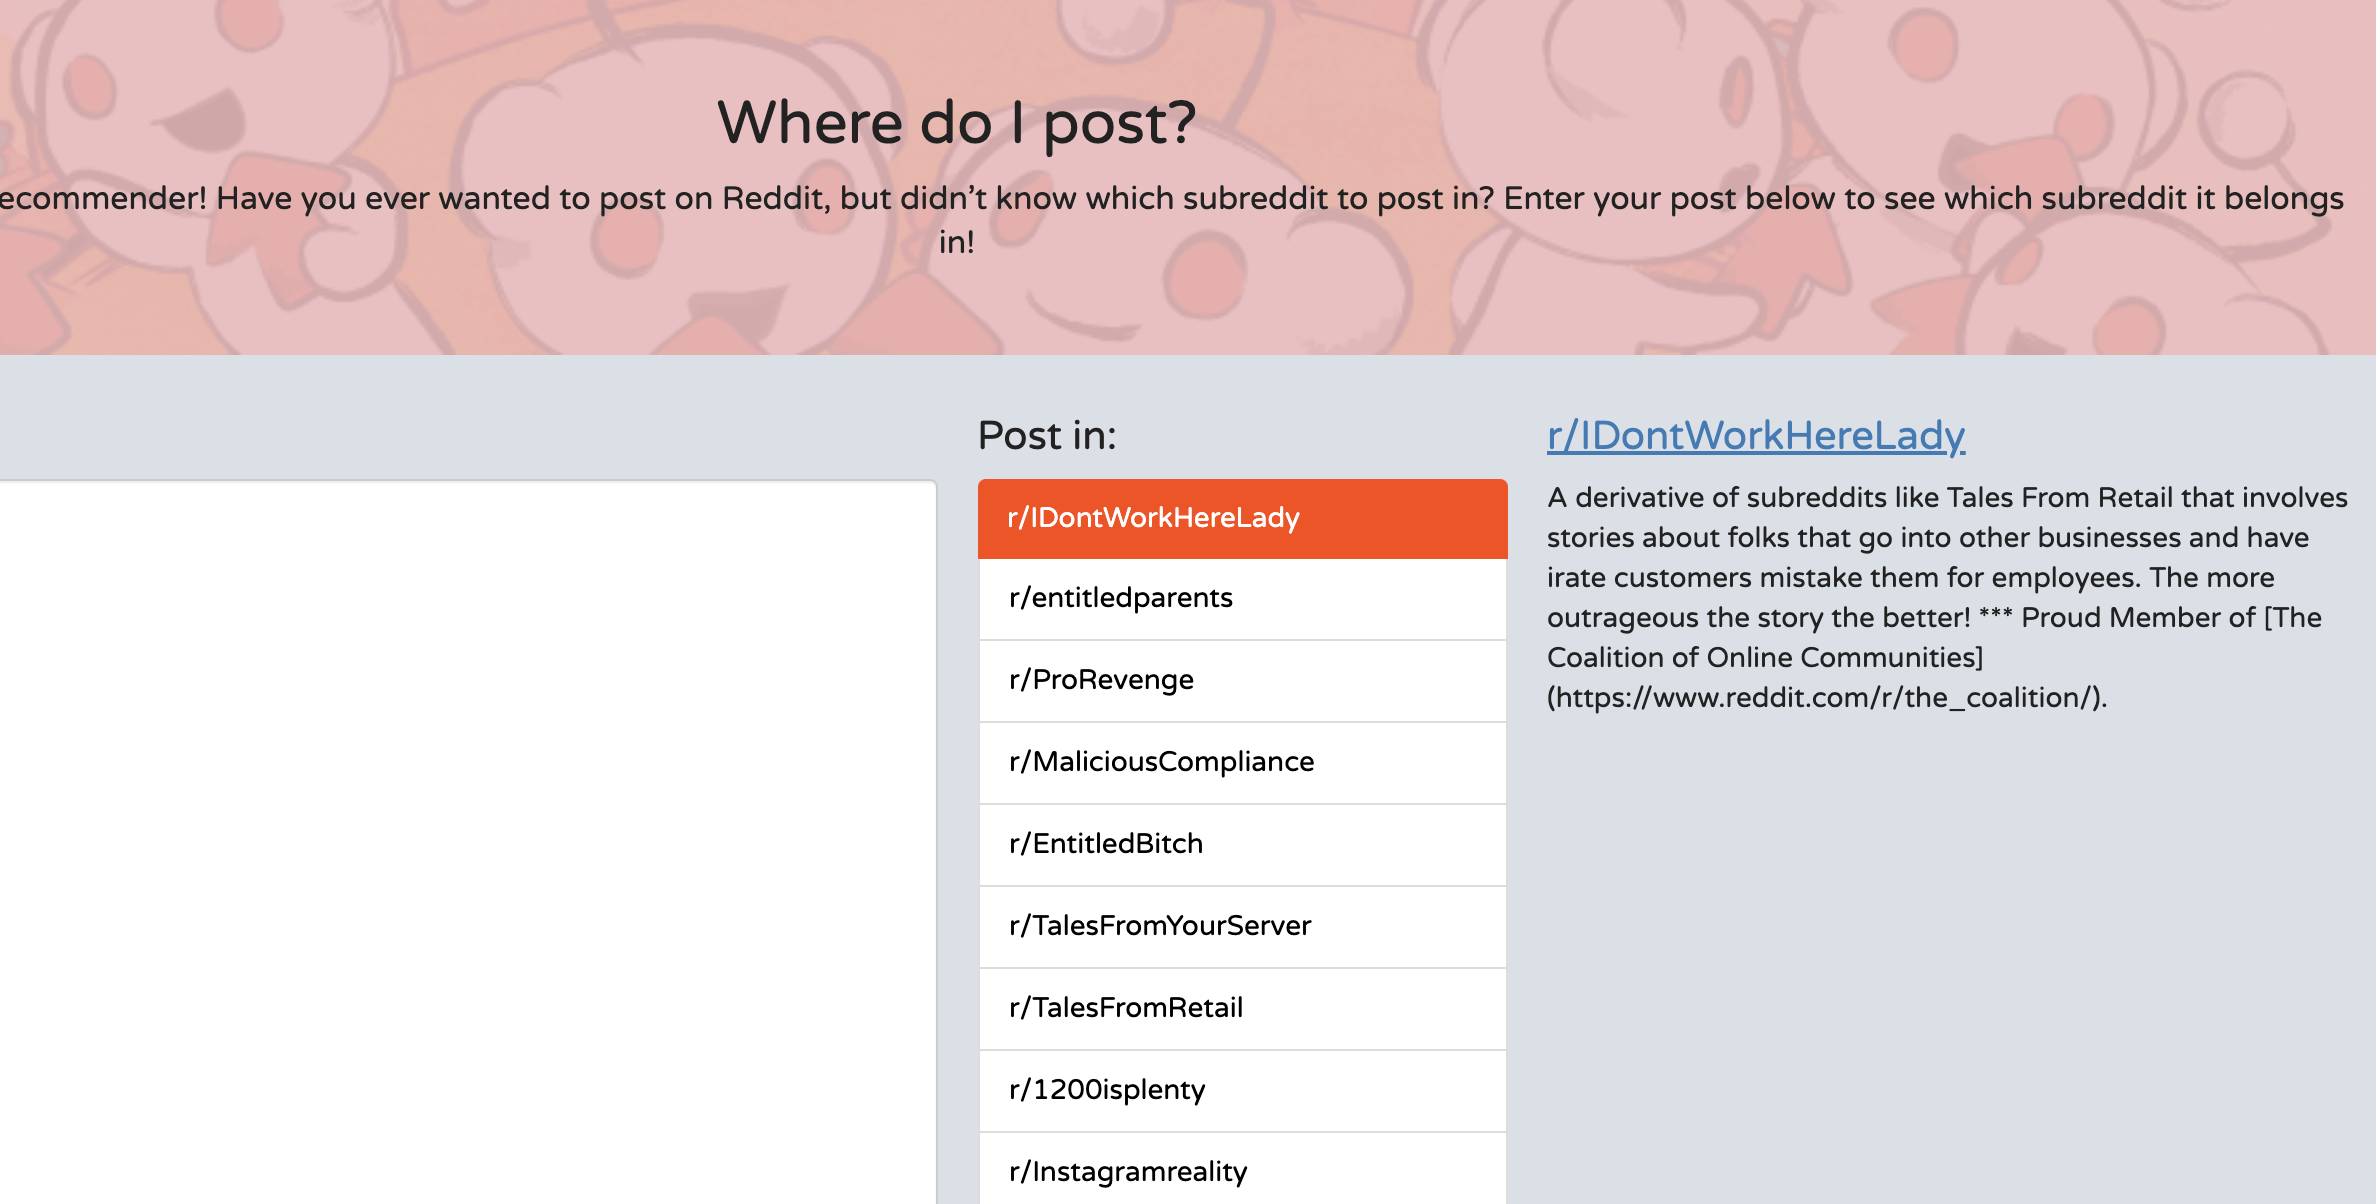 Where do I post?
ecommender! Have you ever wanted to post on Reddit, but didn't know which subreddit to post in? Enter your post below to see which subreddit it belongs
in!
Post in:
r/IDontWorkHereLady
r/entitledparents
r/ProRevenge
r/MaliciousCompliance
r/EntitledBitch
r/TalesFromYourServer
r/TalesFromRetail
r/1200isplenty
r/Instagramreality
r/IDontWorkHereLady
A derivative of subreddits like Tales From Retail that involves
stories about folks that go into other businesses and have
irate customers mistake them for employees. The more
outrageous the story the better! *** Proud Member of [The
Coalition of Online Communities]
(https://www.reddit.com/r/the_coalition/).